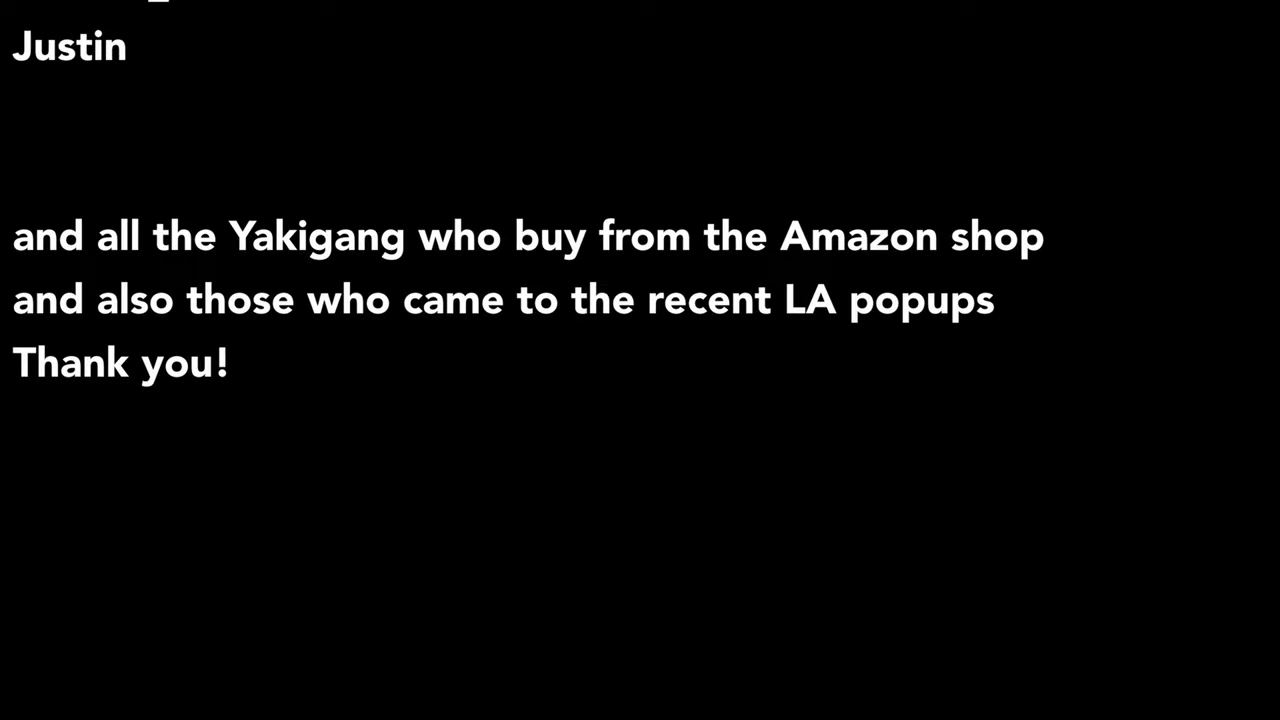 Justin
and all the Yakigang who buy from the Amazon shop
and also those who came to the recent LA popups
Thank you!